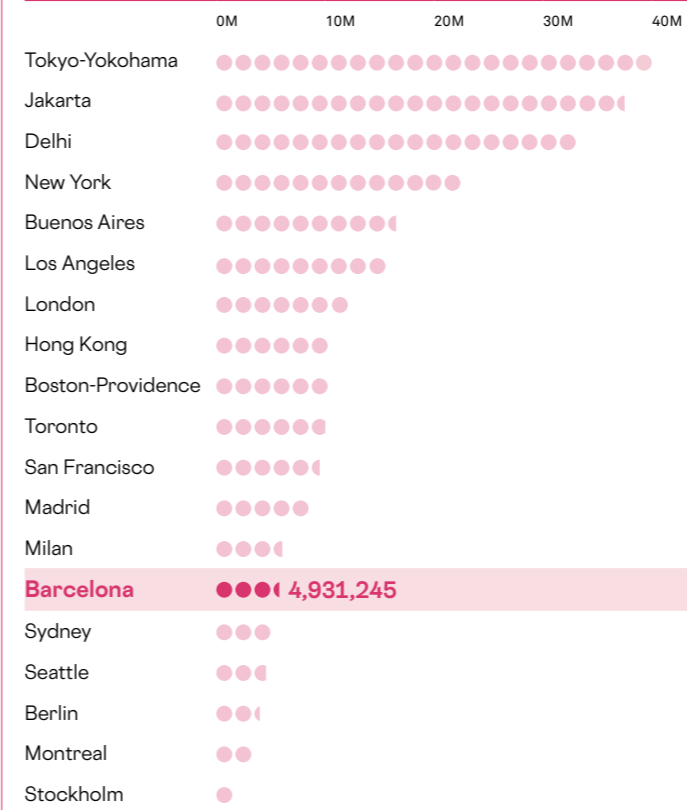 0M 10M 20M 30M 40M
Tokyo-Yokohama
Jakarta
Delhi
New York
Buenos Aires
Los Angeles
London
Hong Kong
Boston-Providence
Toronto
San Francisco
Madrid
Milan
Barcelona 4,931,245
Sydney
Seattle
Berlin
Montreal
Stockholm